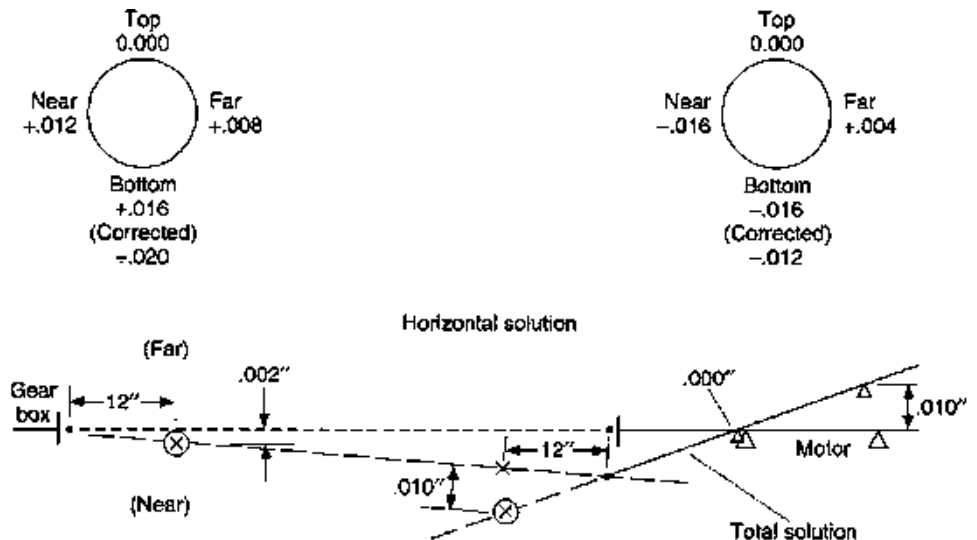 Top
0.000
Near
+.012
Far
+.008
Bottom
+.016
(Corrected)
–.020
Top
0.000
Near
–.016
Far
+.004
Bottom
–.016
(Corrected)
–.012
Horizontal solution
(Far)
Gear
box
12"
.002"
.000"
.010"
12"
Motor
.010"
(Near)
Total solution